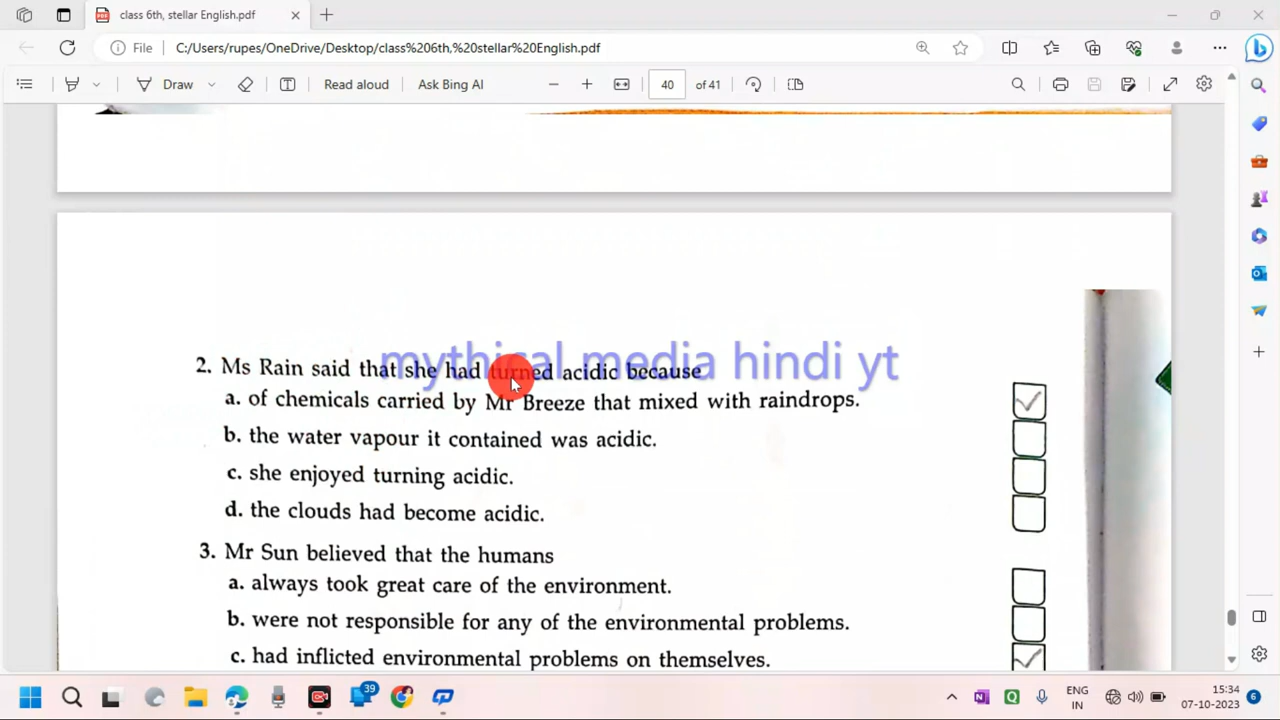 class 6th, stellar English.pdf
File
C:/Users/rupes/OneDrive/Desktop/class%206th,%20stellar%20English.pdf
Draw
Read aloud
Ask Bing AI
40
of 41
mythical media hindi yt
2. Ms Rain said that she had turned acidic because
a. of chemicals carried by Mr Breeze that mixed with raindrops.
b. the water vapour it contained was acidic.
c. she enjoyed turning acidic.
d. the clouds had become acidic.
3. Mr Sun believed that the humans
a. always took great care of the environment.
b. were not responsible for any of the environmental problems.
c. had inflicted environmental problems on themselves.
39
ENG
IN
15:34
07-10-2023
6